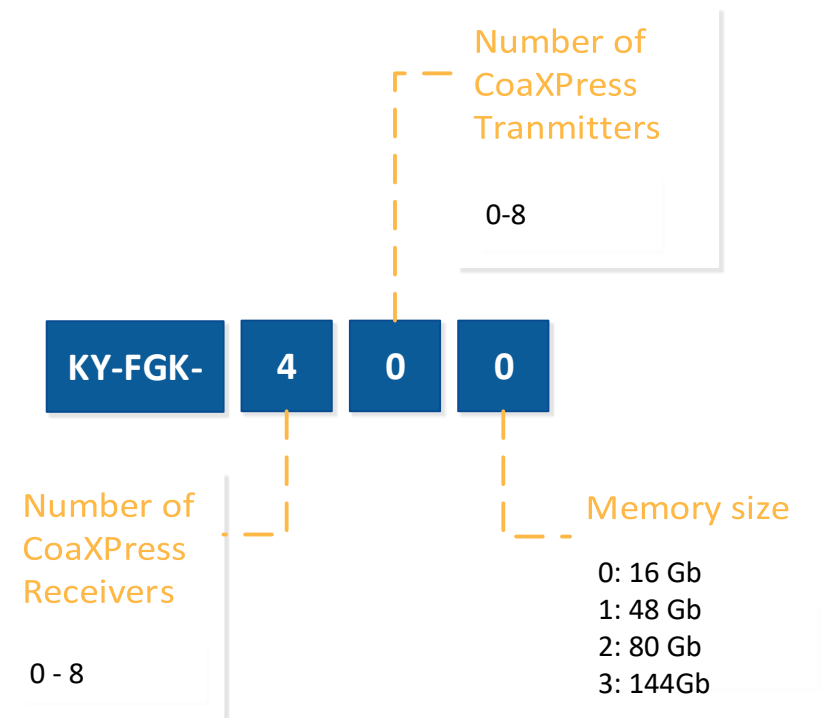 Number of
CoaXPress
Tranmitters
0-8
KY-FGK- 4 0 0
Number of
CoaXPress
Receivers
0 - 8
Memory size
0: 16 Gb
1: 48 Gb
2: 80 Gb
3: 144Gb